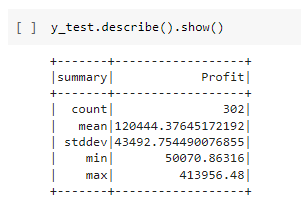 [ ] y_test.describe().show()
+-------+------------------+
|summary|            Profit|
+-------+------------------+
|  count|               302|
|   mean|120444.37645172192|
| stddev|43492.754490076855|
|    min|       50070.86316|
|    max|         413956.48|
+-------+------------------+